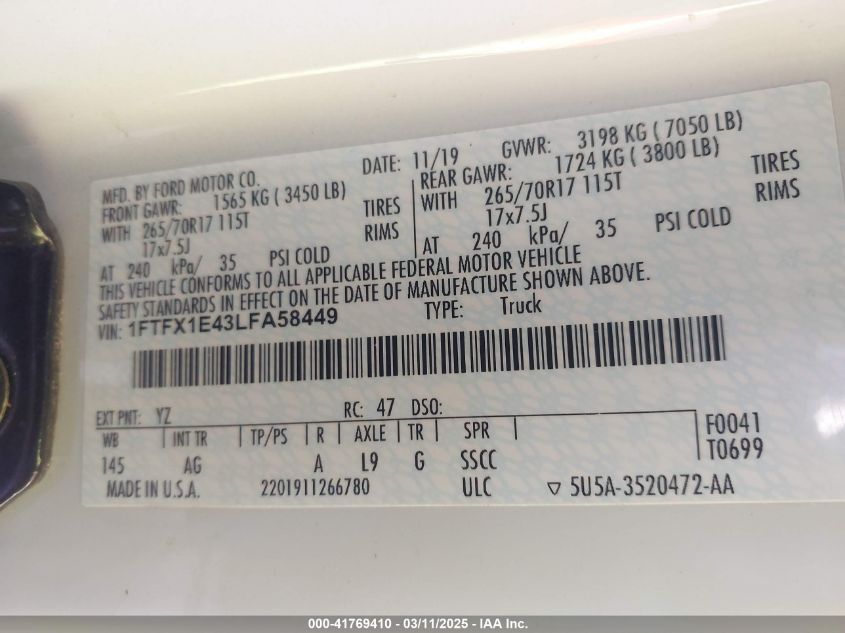 MFD. BY FORD MOTOR CO. DATE: 11/19 GVWR: 3198 KG ( 7050 LB)
FRONT GAWR: 1565 KG ( 3450 LB) REAR GAWR: 1724 KG ( 3800 LB)
WITH 265/70R17 115T TIRES WITH 265/70R17 115T TIRES
17x7.5J RIMS 17x7.5J RIMS
AT 240 kPa/ 35 PSI COLD AT 240 kPa/ 35 PSI COLD
THIS VEHICLE CONFORMS TO ALL APPLICABLE FEDERAL MOTOR VEHICLE
SAFETY STANDARDS IN EFFECT ON THE DATE OF MANUFACTURE SHOWN ABOVE.
VIN: 1FTFX1E43LFA58449 TYPE: Truck
EXT PNT: YZ RC: 47 DSO:
WB INT TR TP/PS R AXLE TR SPR F0041
145 AG A L9 G SSCC T0699
MADE IN U.S.A. 2201911266780 ULC ▽ 5U5A-3520472-AA
000-41769410 - 03/11/2025 - IAA Inc.